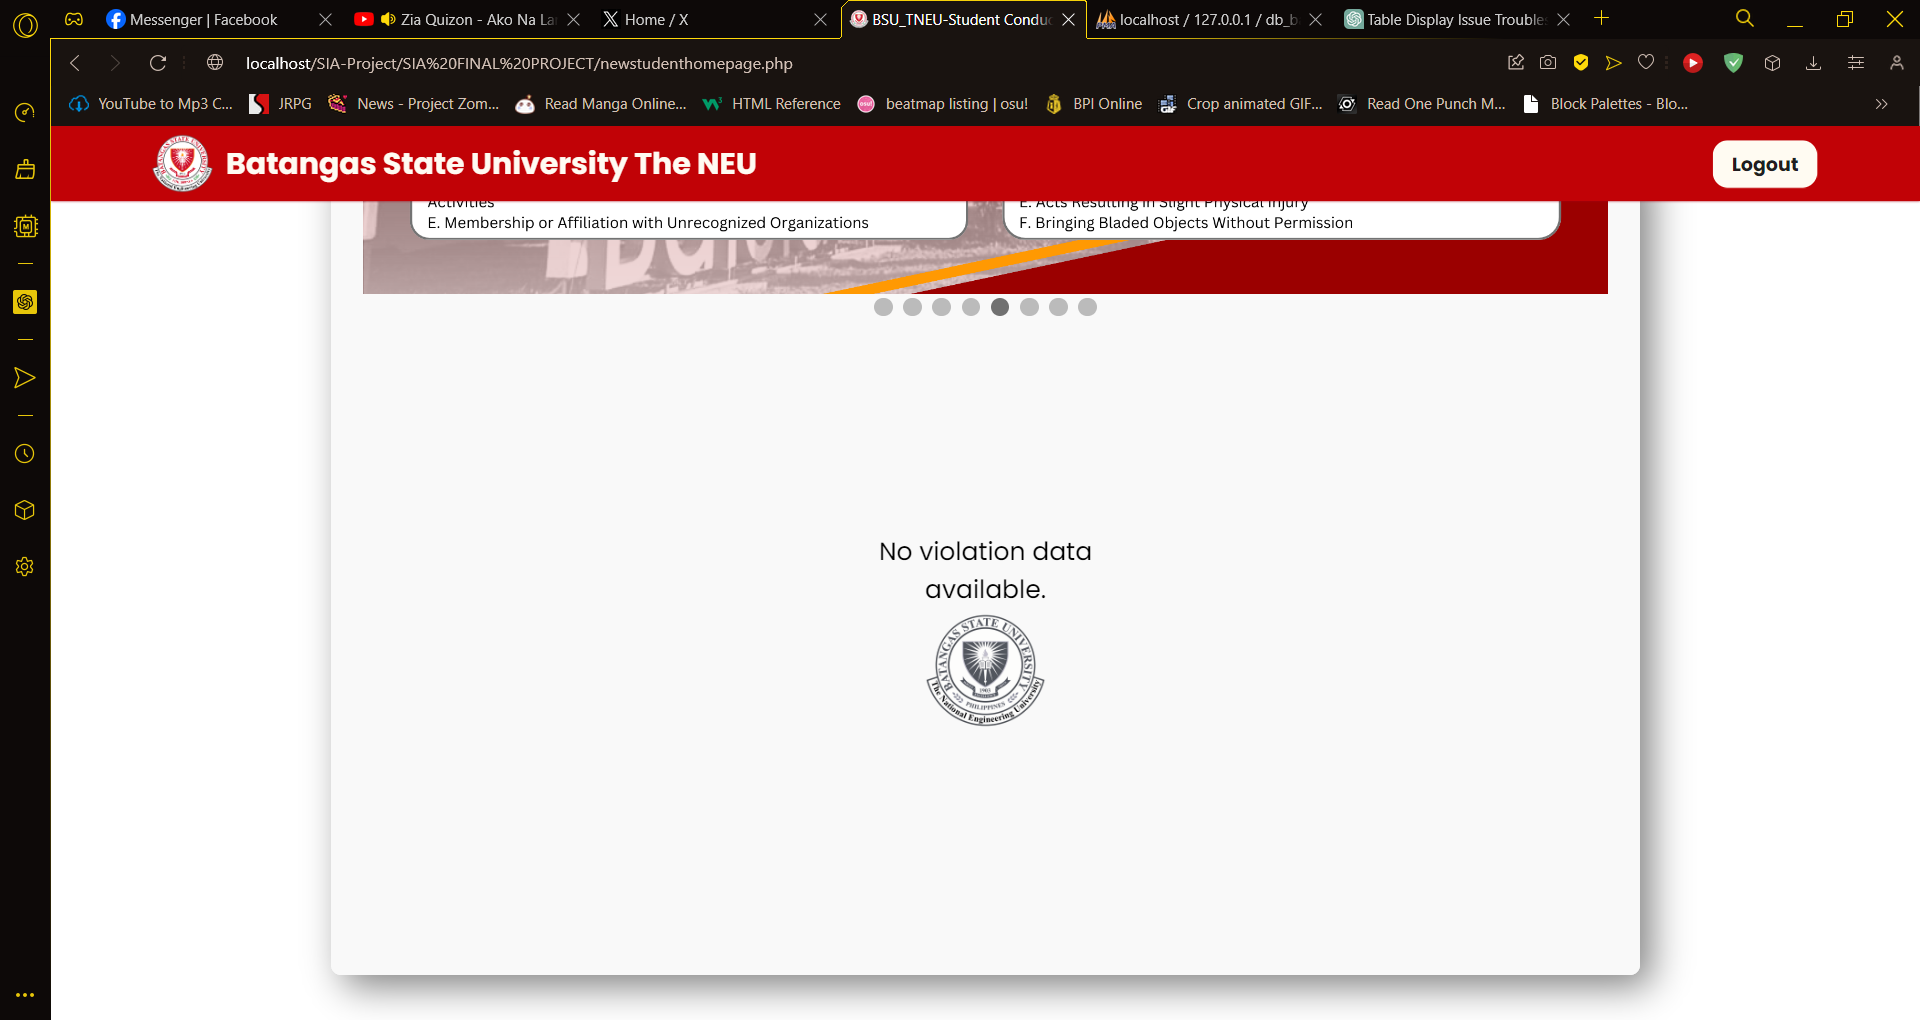 Messenger | Facebook
Zia Quizon - Ako Na La
Home / X
BSU_TNEU-Student Condu
localhost / 127.0.0.1 / db_b
Table Display Issue Trouble
localhost/SIA-Project/SIA%20FINAL%20PROJECT/newstudenthomepage.php
YouTube to Mp3 C...
JRPG
News - Project Zom...
Read Manga Online...
HTML Reference
beatmap listing | osu!
BPI Online
Crop animated GIF...
Read One Punch M...
Block Palettes - Blo...
Batangas State University The NEU
Logout
Activities
E. Membership or Affiliation with Unrecognized Organizations
E. Acts Resulting in Slight Physical Injury
F. Bringing Bladed Objects Without Permission
No violation data
available.
BATANGAS STATE UNIVERSITY
The National Engineering University
1903
PHILIPPINES